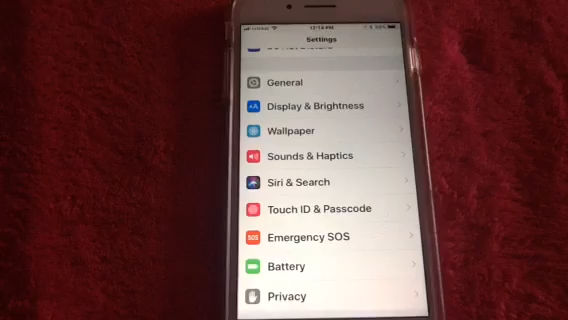 12:14 PM
Settings
General
AA Display & Brightness
Wallpaper
Sounds & Haptics
Siri & Search
Touch ID & Passcode
SOS Emergency SOS
Battery
Privacy